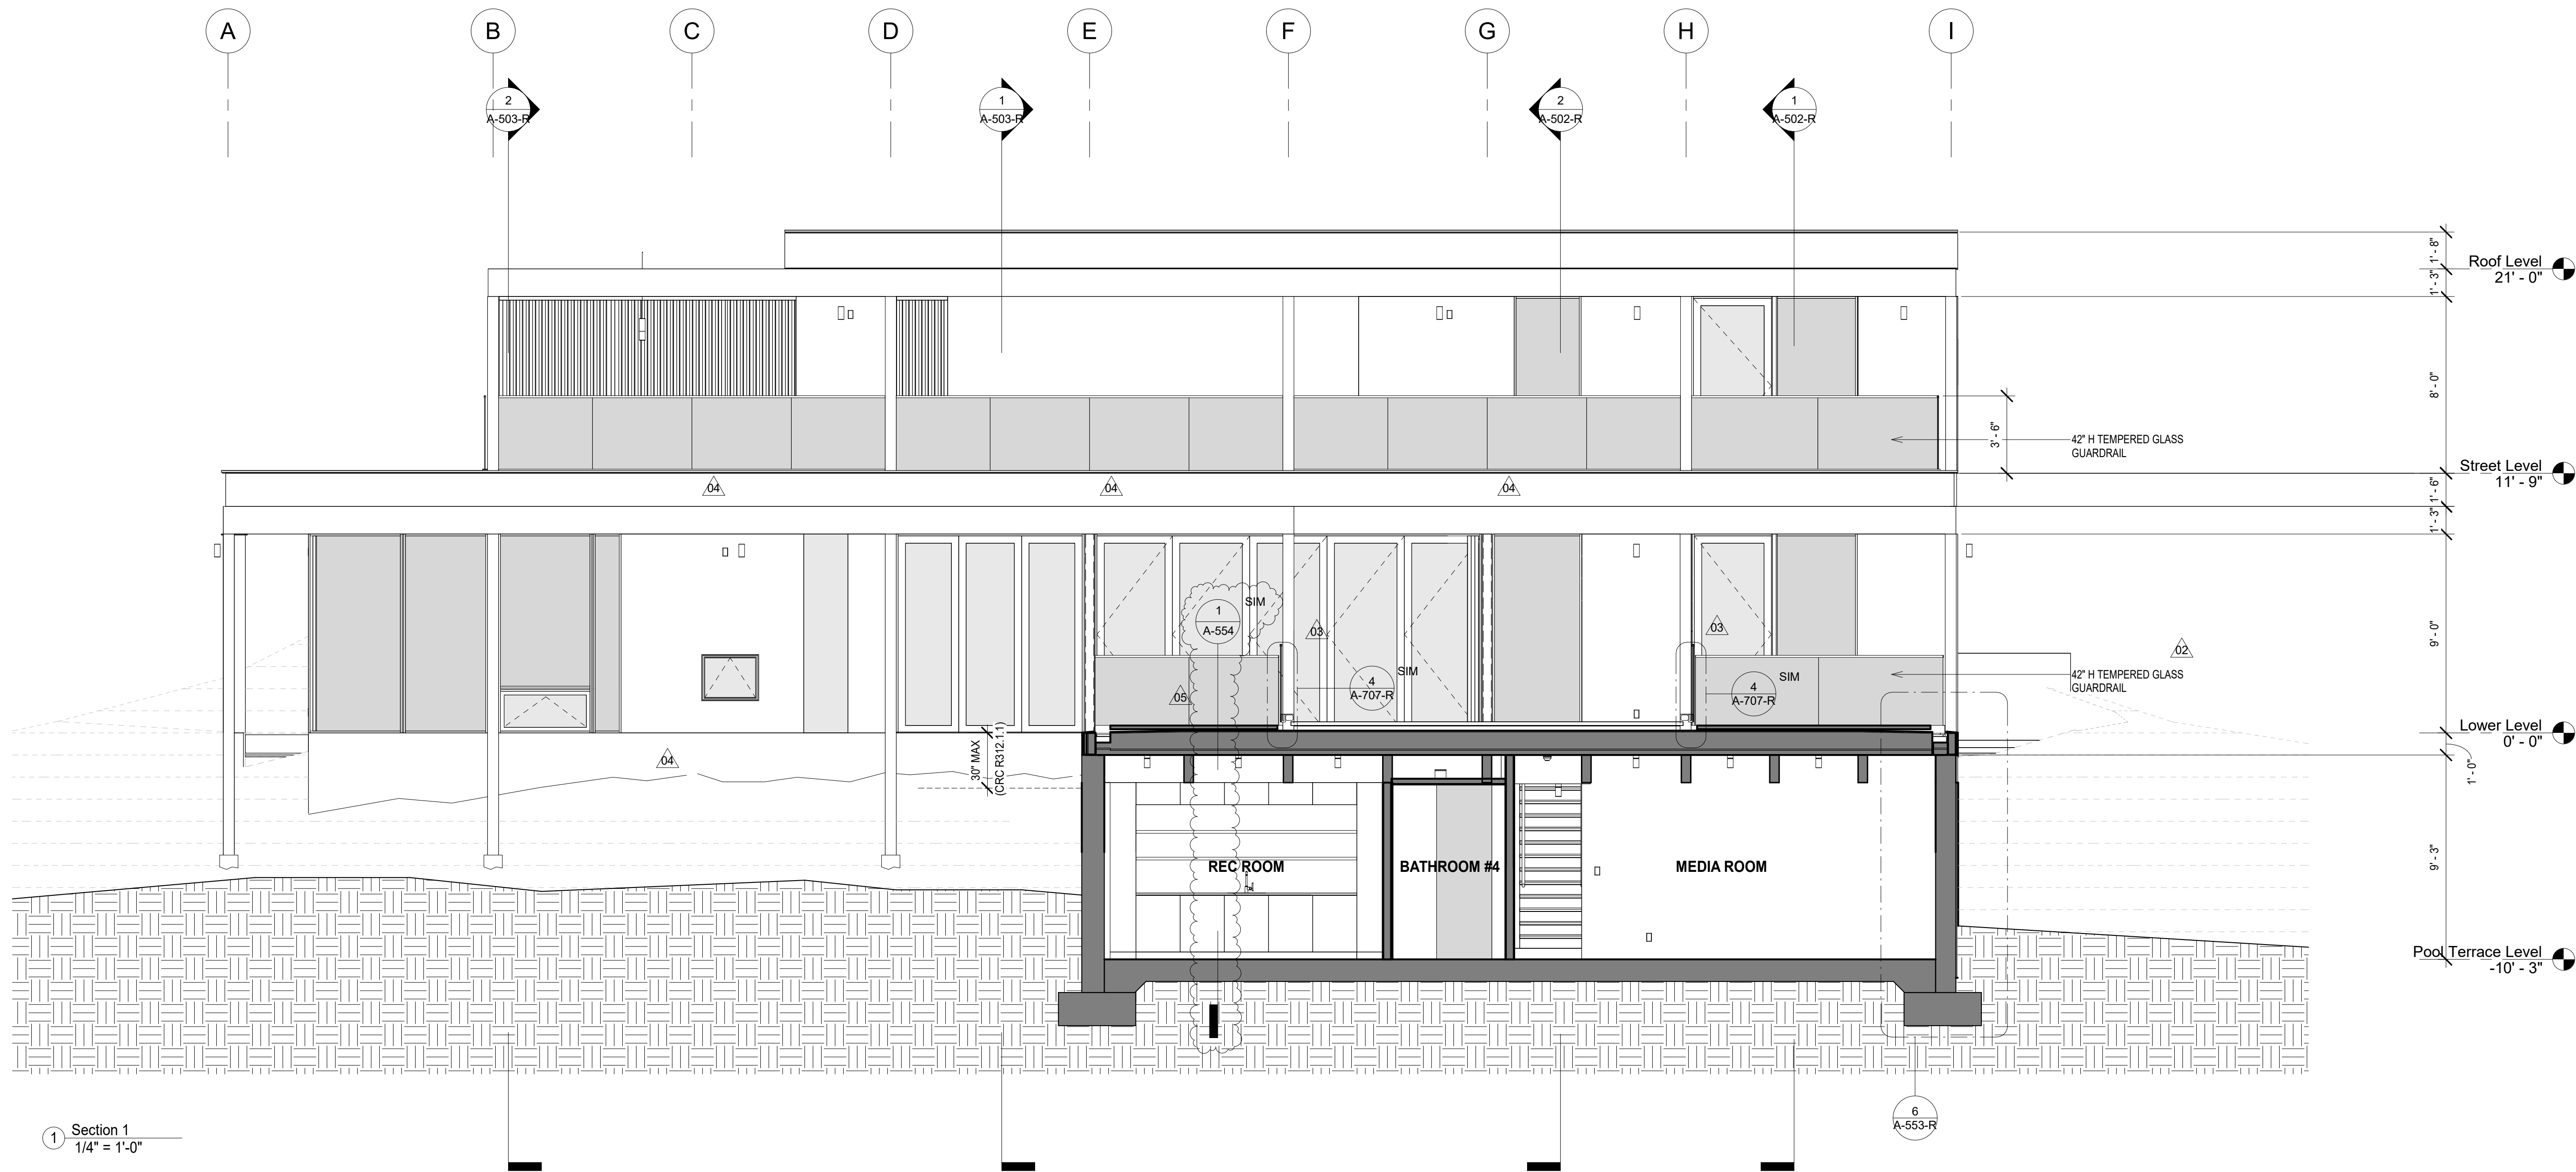 A B C D E F G H I
2
A-503-R
1
A-503-R
2
A-502-R
1
A-502-R
1' - 8"
Roof Level
21' - 0"
1' - 3"
8' - 0"
3' - 6"
42" H TEMPERED GLASS
GUARDRAIL
Street Level
11' - 9"
04 04 04
1' - 6"
1' - 3"
SIM
1
A-554
03 03
9' - 0"
02
SIM
4
A-707-R
SIM
4
A-707-R
05
42" H TEMPERED GLASS
GUARDRAIL
Lower Level
0' - 0"
04
30" MAX
(CRC R312.1.1)
1' - 0"
REC ROOM
BATHROOM #4
MEDIA ROOM
9' - 3"
Pool Terrace Level
-10' - 3"
6
A-553-R
1
Section 1
1/4" = 1'-0"